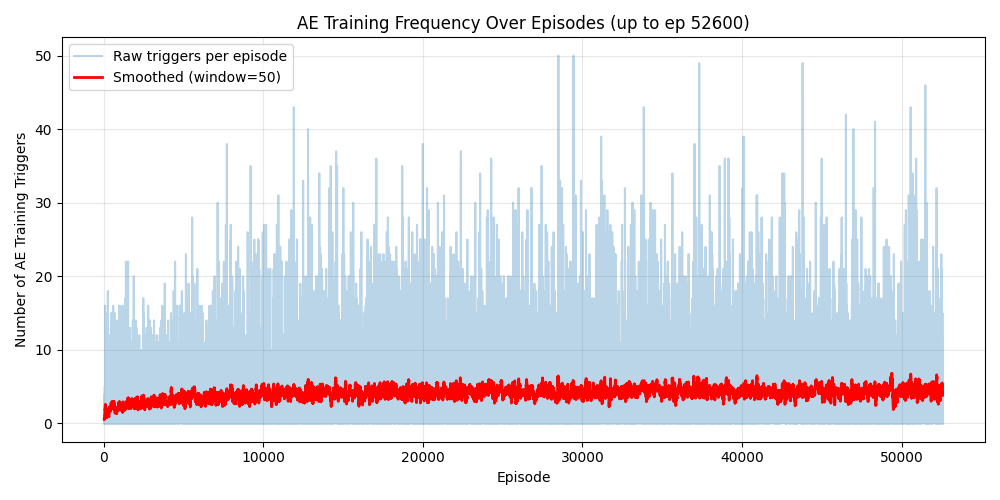 AE Training Frequency Over Episodes (up to ep 52600)
Raw triggers per episode
Smoothed (window=50)
Number of AE Training Triggers
50
40
30
20
10
0
0 10000 20000 30000 40000 50000
Episode